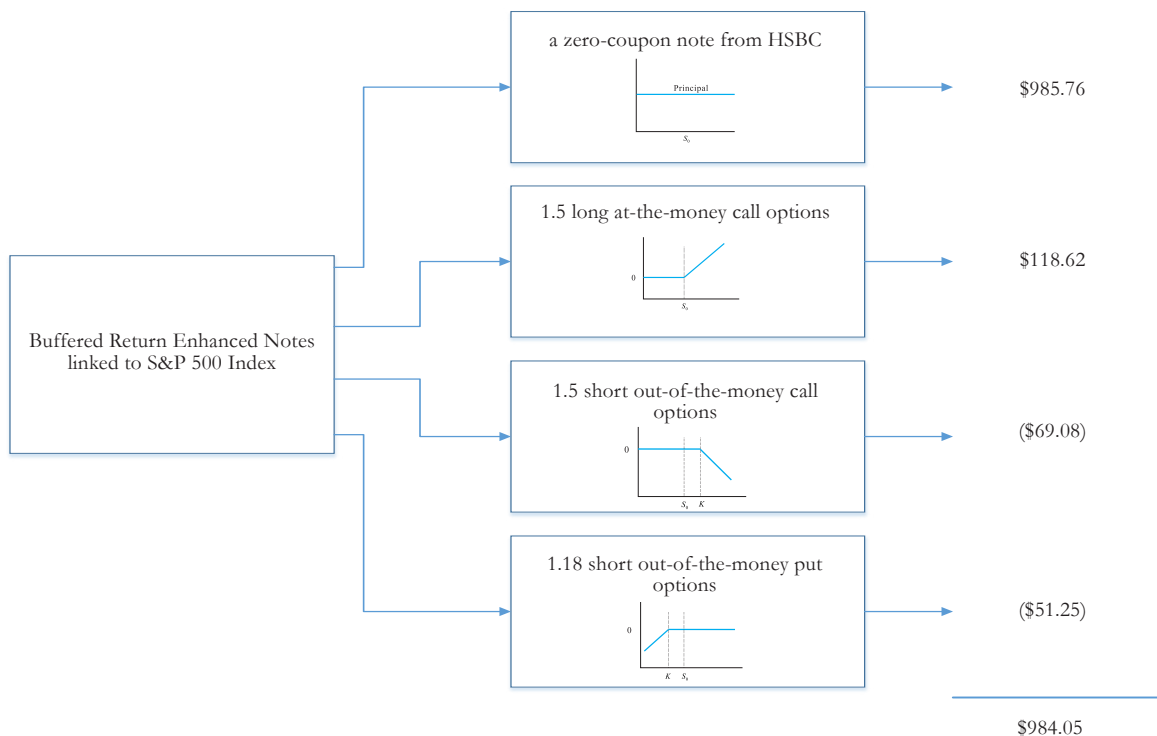 a zero-coupon note from HSBC
Principal
S₀
$985.76
1.5 long at-the-money call options
0
S₀
$118.62
Buffered Return Enhanced Notes
linked to S&P 500 Index
1.5 short out-of-the-money call
options
0
S₀ K
($69.08)
1.18 short out-of-the-money put
options
0
K S₀
($51.25)
$984.05